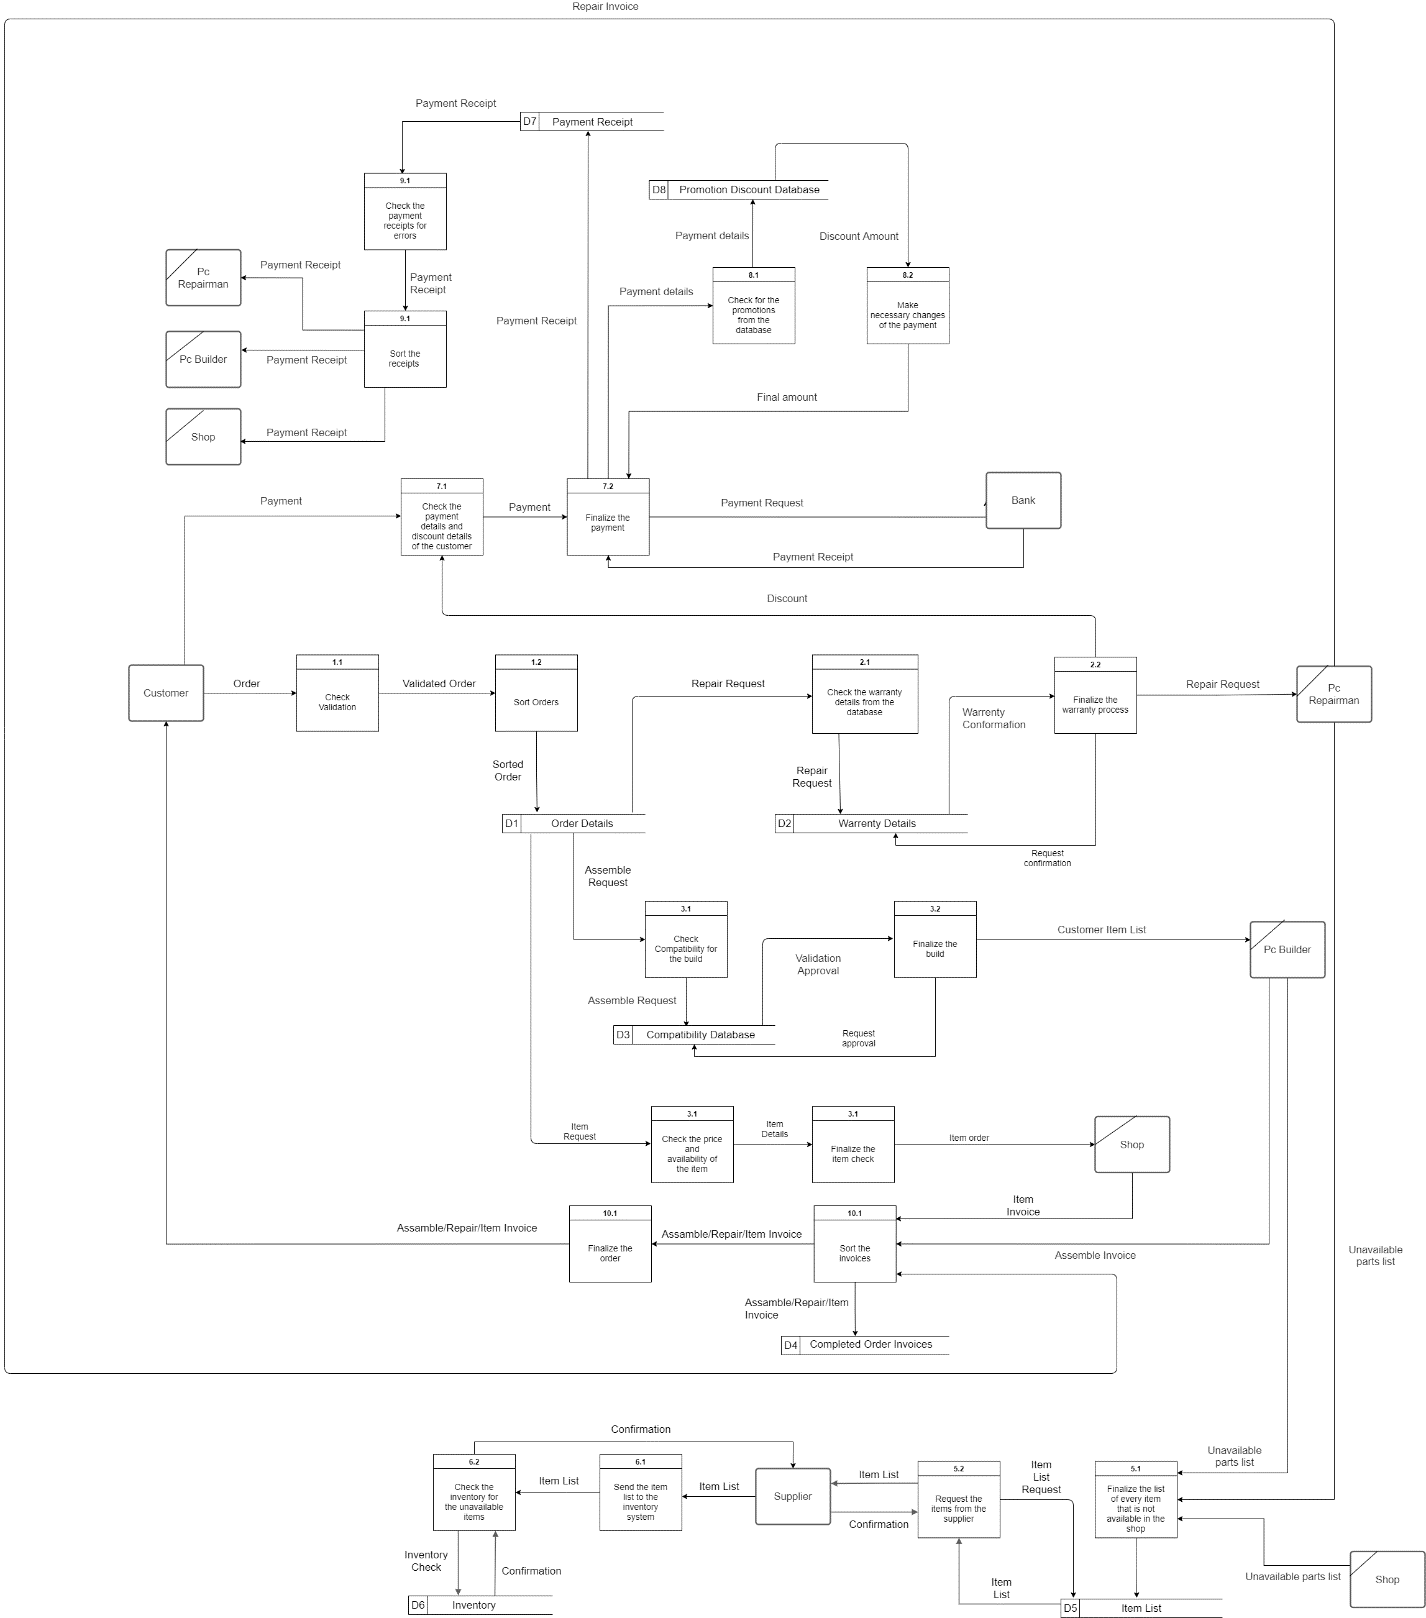 Repair Invoice
Payment Receipt
D7
Payment Receipt
9.1
Check the
payment
receipts for
errors
D8
Promotion Discount Database
Payment details
Discount Amount
Pc
Repairman
Payment Receipt
Payment
Receipt
8.1
Check for the
promotions
from the
database
8.2
Make
necessary changes
of the payment
Payment details
9.1
Sort the
receipts
Payment Receipt
Pc Builder
Payment Receipt
Final amount
Shop
Payment Receipt
Payment
7.1
Check the
payment
details and
discount details
of the customer
Payment
7.2
Finalize the
payment
Payment Request
Bank
Payment Receipt
Discount
Customer
Order
1.1
Check
Validation
Validated Order
1.2
Sort Orders
Repair Request
2.1
Check the warranty
details from the
database
Warrenty
Conformation
2.2
Finalize the
warranty process
Repair Request
Pc
Repairman
Sorted
Order
Repair
Request
D1
Order Details
D2
Warrenty Details
Request
confirmation
Assemble
Request
3.1
Check
Compatibility for
the build
Validation
Approval
3.2
Finalize the
build
Customer Item List
Pc Builder
Assemble Request
D3
Compatibility Database
Request
approval
Item
Request
3.1
Check the price
and
availability of
the item
Item
Details
3.1
Finalize the
item check
Item order
Shop
Item
Invoice
Assamble/Repair/Item Invoice
10.1
Finalize the
order
Assamble/Repair/Item Invoice
10.1
Sort the
invoices
Assemble Invoice
Unavailable
parts list
Assamble/Repair/Item
Invoice
D4
Completed Order Invoices
Confirmation
6.2
Check the
inventory for
the unavailable
items
Item List
6.1
Send the item
list to the
inventory
system
Item List
Supplier
Item List
Confirmation
5.2
Request the
items from the
supplier
Item
List
Request
5.1
Finalize the list
of every item
that is not
available in the
shop
Unavailable
parts list
Inventory
Check
Confirmation
D6
Inventory
Item
List
D5
Item List
Unavailable parts list
Shop